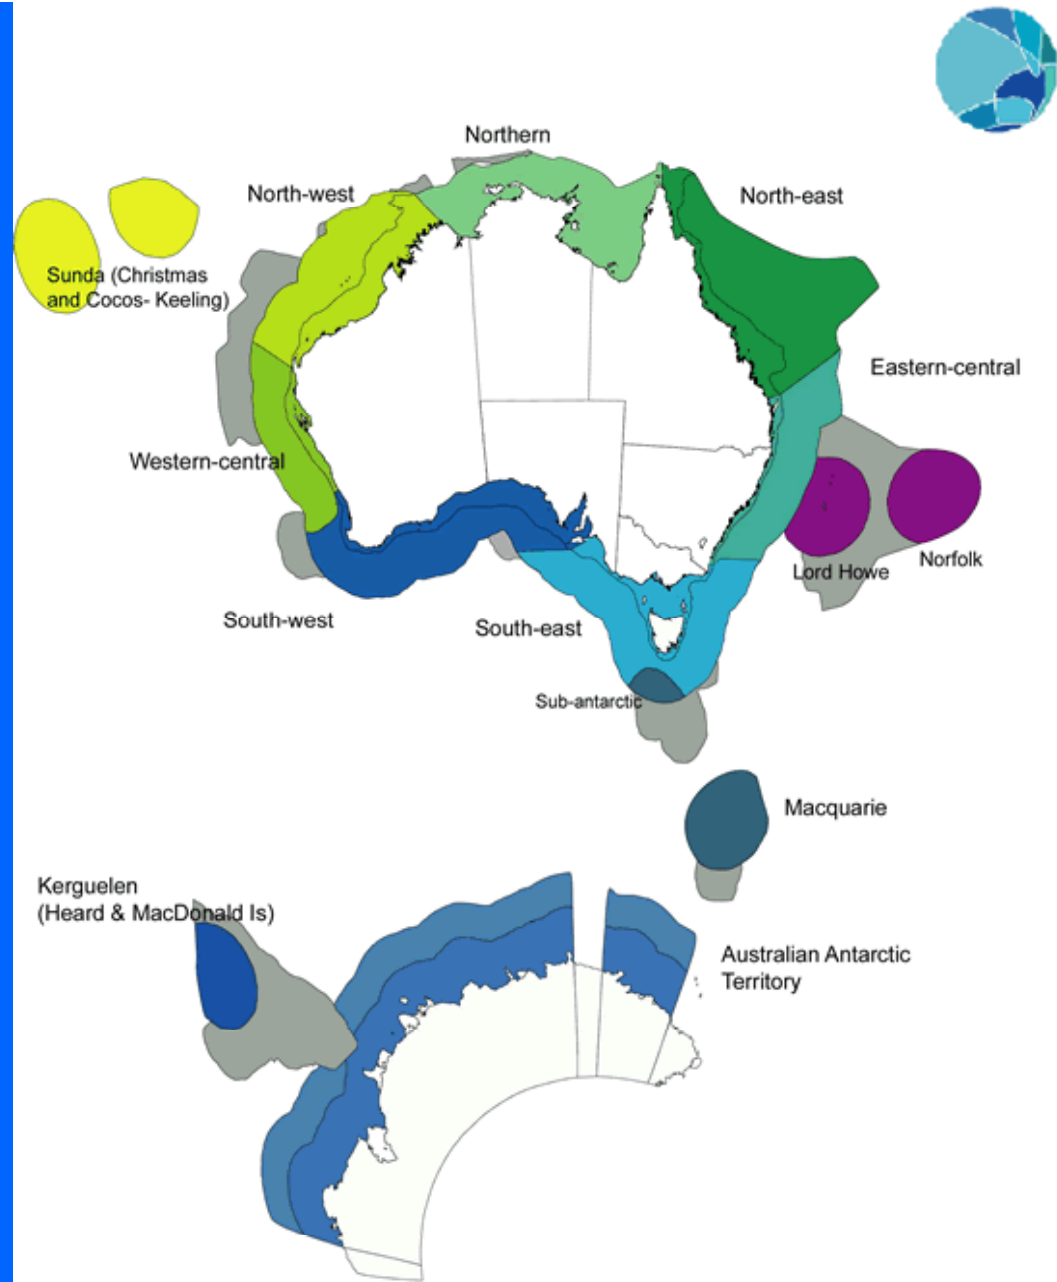 Northern
North-west
North-east
Sunda (Christmas
and Cocos- Keeling)
Eastern-central
Western-central
Norfolk
Lord Howe
South-west
South-east
Sub-antarctic
Macquarie
Kerguelen
(Heard & MacDonald Is)
Australian Antarctic
Territory